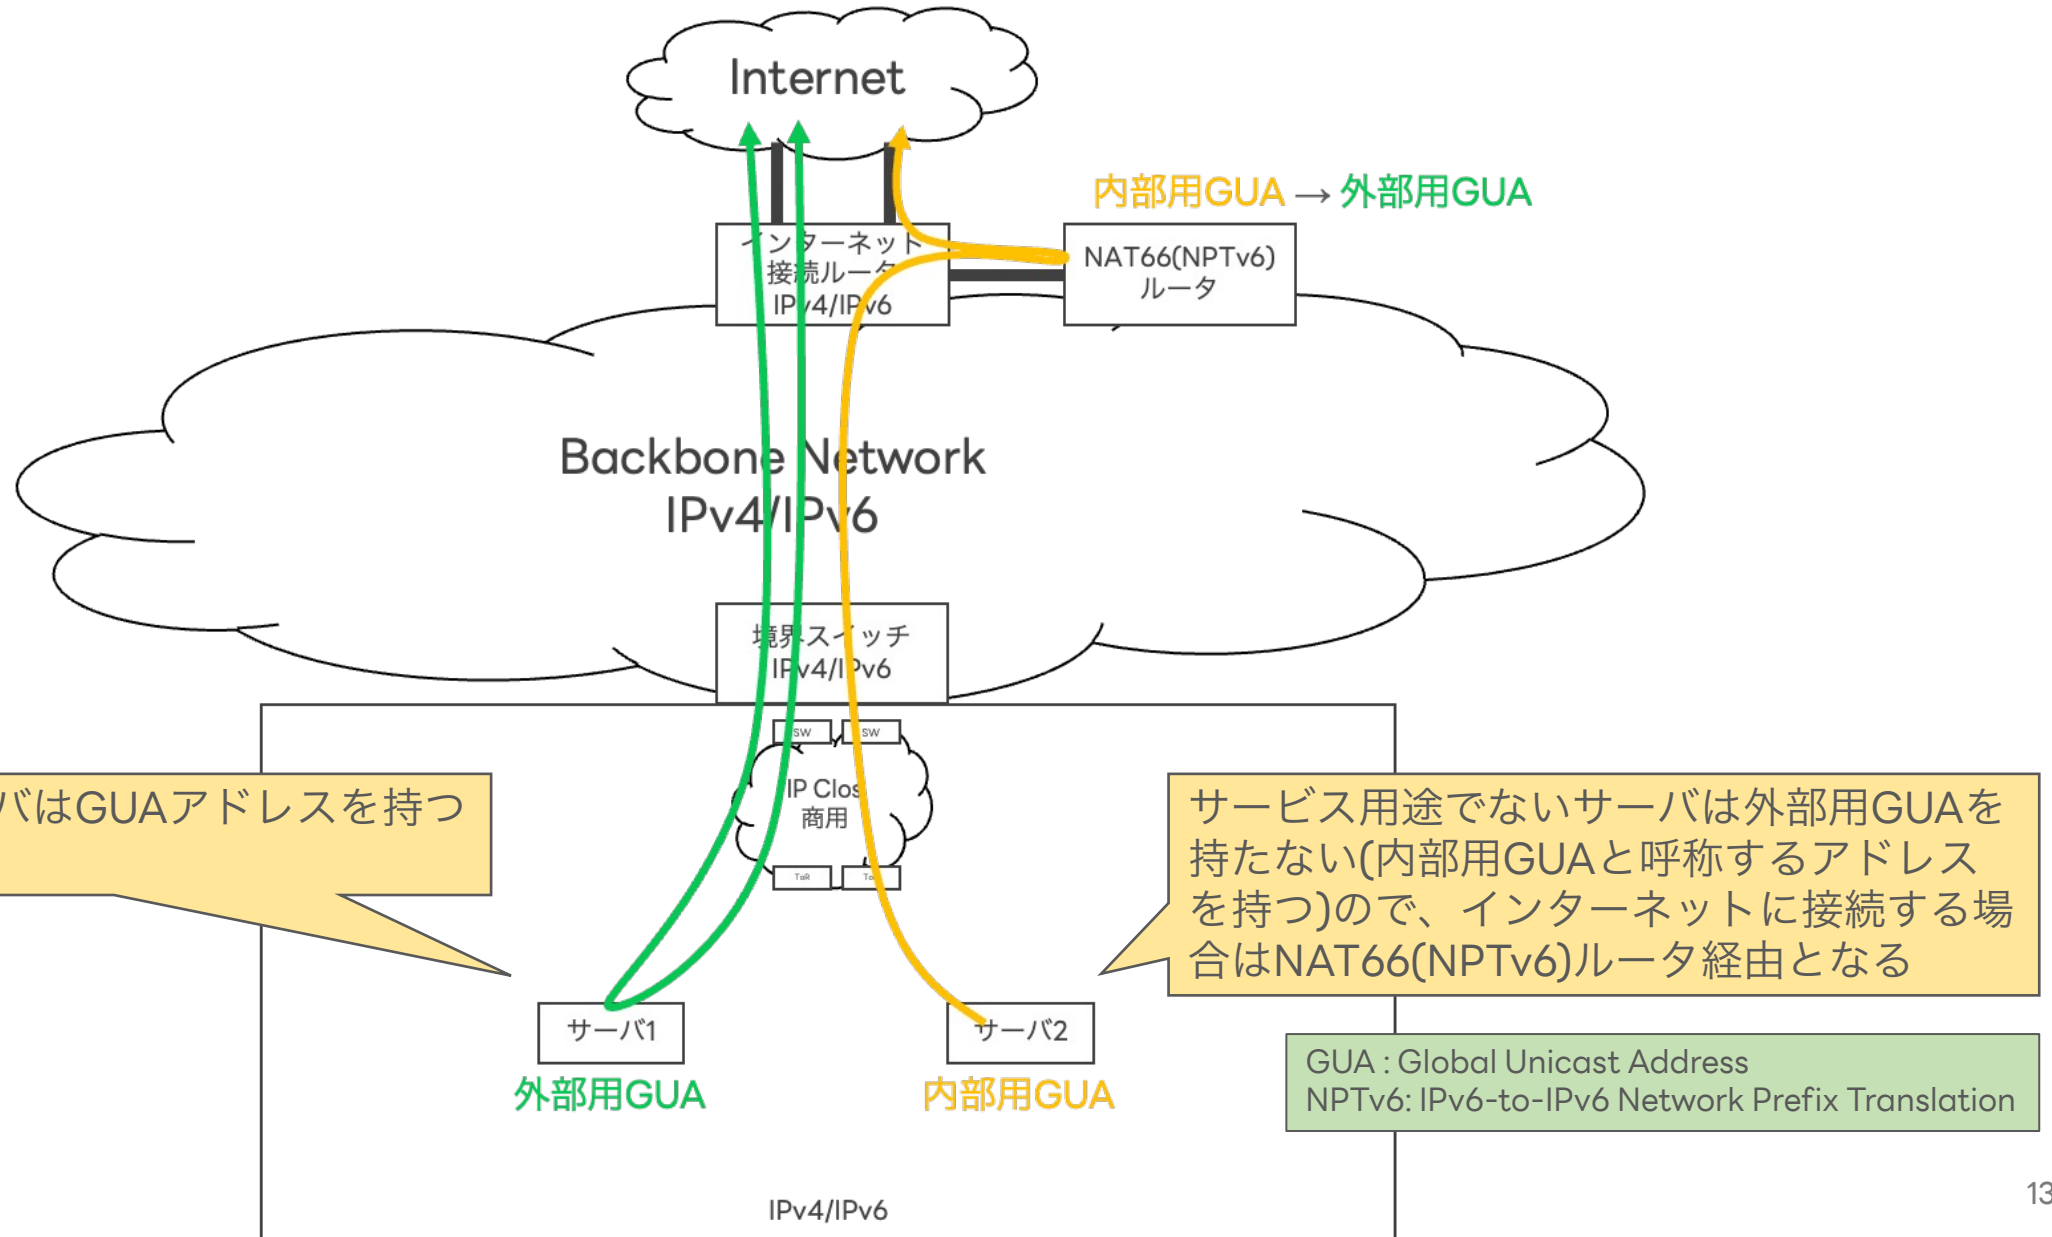 Internet
内部用GUA → 外部用GUA
インターネット
接続ルータ
IPv4/IPv6
NAT66(NPTv6)
ルータ
Backbone Network
IPv4/IPv6
境界スイッチ
IPv4/IPv6
SW
SW
IP Clos
商用
ToR
バはGUAアドレスを持つ
サービス用途でないサーバは外部用GUAを
持たない(内部用GUAと呼称するアドレス
を持つ)ので、インターネットに接続する場
合はNAT66(NPTv6)ルータ経由となる
サーバ1
サーバ2
外部用GUA
内部用GUA
GUA : Global Unicast Address
NPTv6: IPv6-to-IPv6 Network Prefix Translation
IPv4/IPv6
13